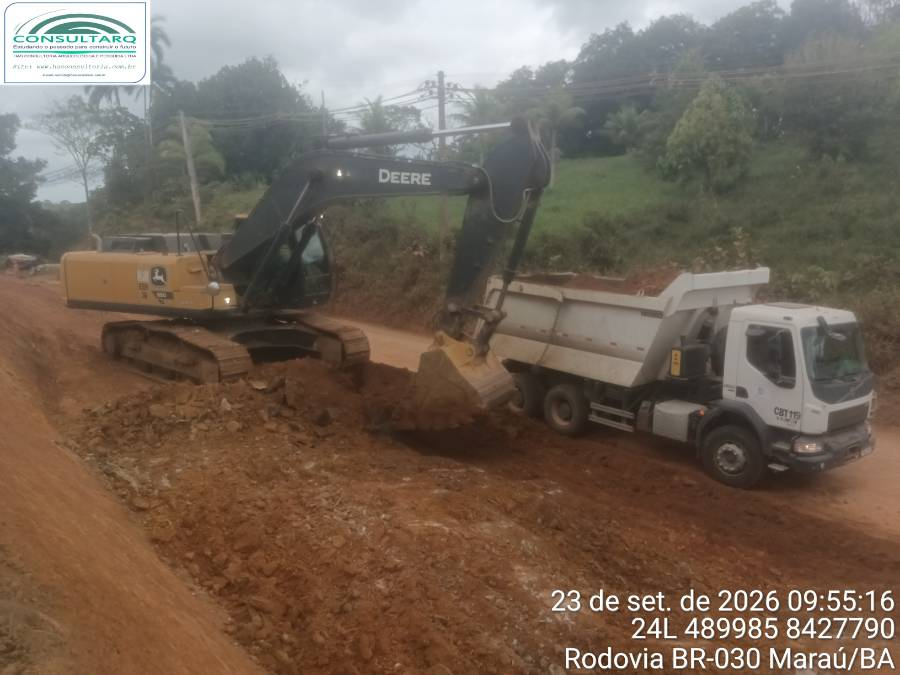 CONSULTARQ
Estudando o passado para construir o futuro
DEERE
CBT 119
23 de set. de 2026 09:55:16
24L 489985 8427790
Rodovia BR-030 Maraú/BA